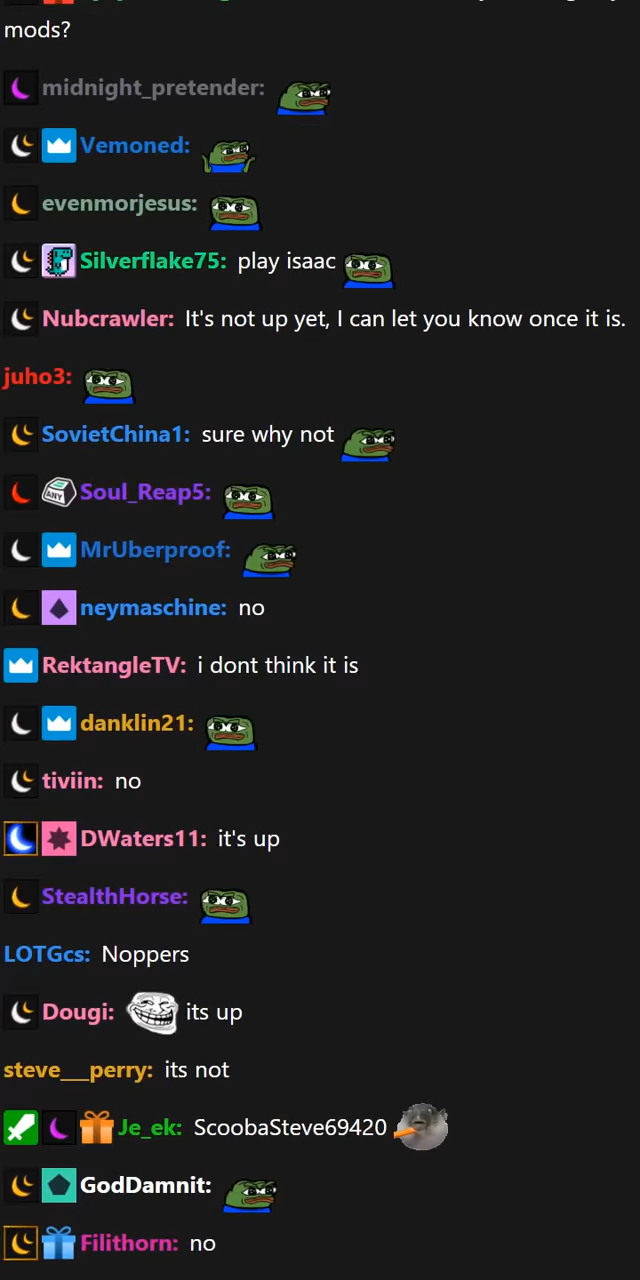 mods?
midnight_pretender:
Vemoned:
evenmorjesus:
Silverflake75: play isaac
Nubcrawler: It's not up yet, I can let you know once it is.
juho3:
SovietChina1: sure why not
ANY Soul_Reap5:
MrUberproof:
neymaschine: no
RektangleTV: i dont think it is
danklin21:
tiviin: no
DWaters11: it's up
StealthHorse:
LOTGcs: Noppers
Dougi: its up
steve___perry: its not
Je_ek: ScoobaSteve69420
GodDamnit:
Filithorn: no